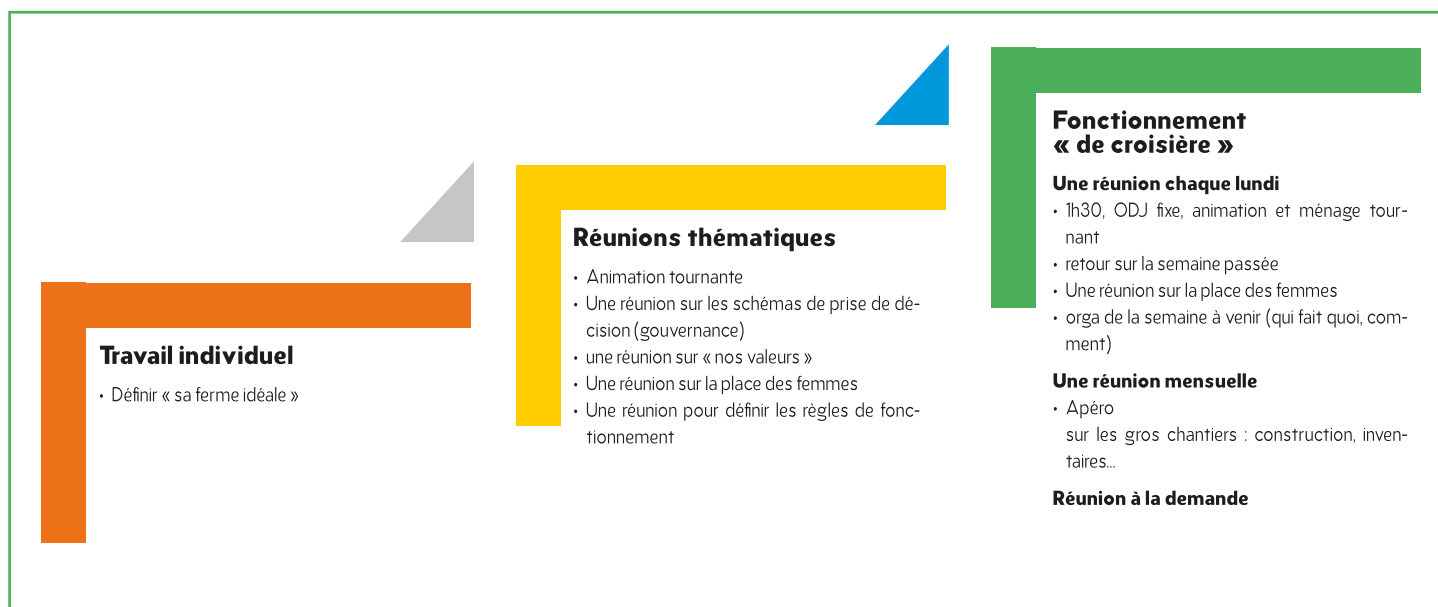 Travail individuel
• Définir « sa ferme idéale »
Réunions thématiques
• Animation tournante
• Une réunion sur les schémas de prise de dé-
cision (gouvernance)
• une réunion sur « nos valeurs »
• Une réunion sur la place des femmes
• Une réunion pour définir les règles de fonc-
tionnement
Fonctionnement
« de croisière »
Une réunion chaque lundi
• 1h30, ODJ fixe, animation et ménage tour-
nant
• retour sur la semaine passée
• Une réunion sur la place des femmes
• orga de la semaine à venir (qui fait quoi, com-
ment)
Une réunion mensuelle
• Apéro
sur les gros chantiers : construction, inven-
taires...
Réunion à la demande